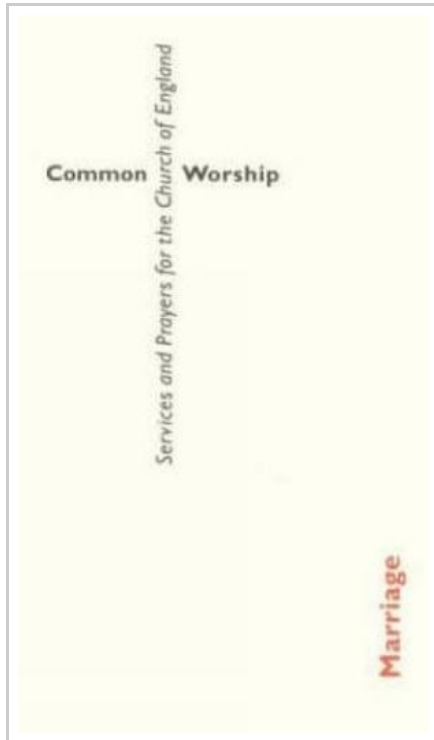 Common Worship
Services and Prayers for the Church of England
Marriage